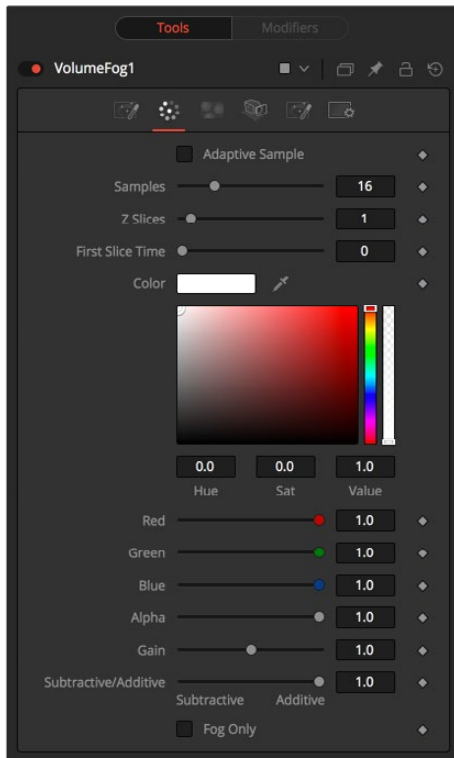 Tools Modifiers
VolumeFog1
Adaptive Sample
Samples 16
Z Slices 1
First Slice Time 0
Color
0.0 0.0 1.0
Hue Sat Value
Red 1.0
Green 1.0
Blue 1.0
Alpha 1.0
Gain 1.0
Subtractive/Additive 1.0
Subtractive Additive
Fog Only